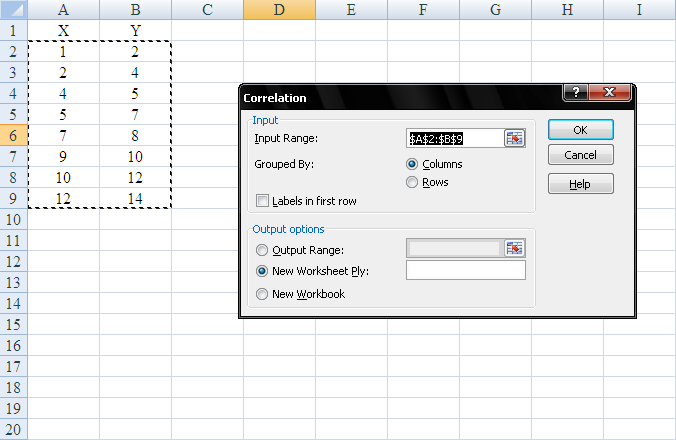 A B C D E F G H I
1 X Y
2 1 2
3 2 4
4 4 5
5 5 7
6 7 8
7 9 10
8 10 12
9 12 14
10
11
12
13
14
15
16
17
18
19
20
Correlation
?
Input
Input Range: $A$2:$B$9
Grouped By: Columns
Rows
Labels in first row
OK
Cancel
Help
Output options
Output Range:
New Worksheet Ply:
New Workbook